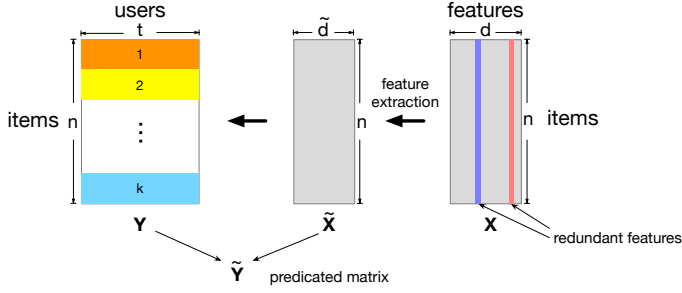 users
features
t
d̃
d
1
2
k
items
n
n
feature
extraction
n
items
Y
X̃
X
redundant features
Ỹ
predicated matrix